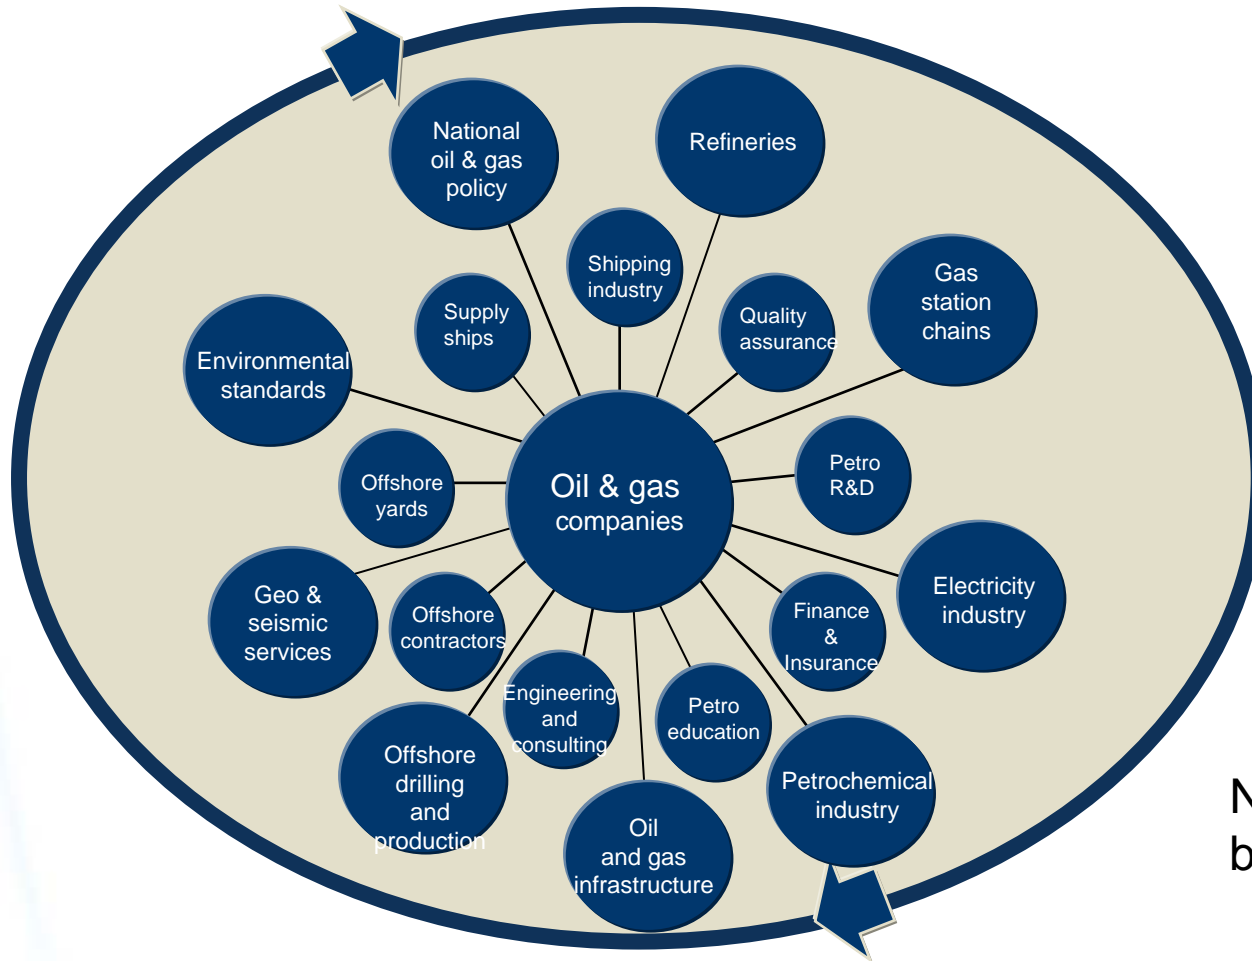 National
oil & gas
policy
Refineries
Shipping
industry
Gas
station
chains
Supply
ships
Quality
assurance
Environmental
standards
Offshore
yards
Oil & gas
companies
Petro
R&D
Geo &
seismic
services
Offshore
contractors
Finance
&
Insurance
Electricity
industry
Engineering
and
consulting
Petro
education
Offshore
drilling
and
production
Oil
and gas
infrastructure
Petrochemical
industry
N
b